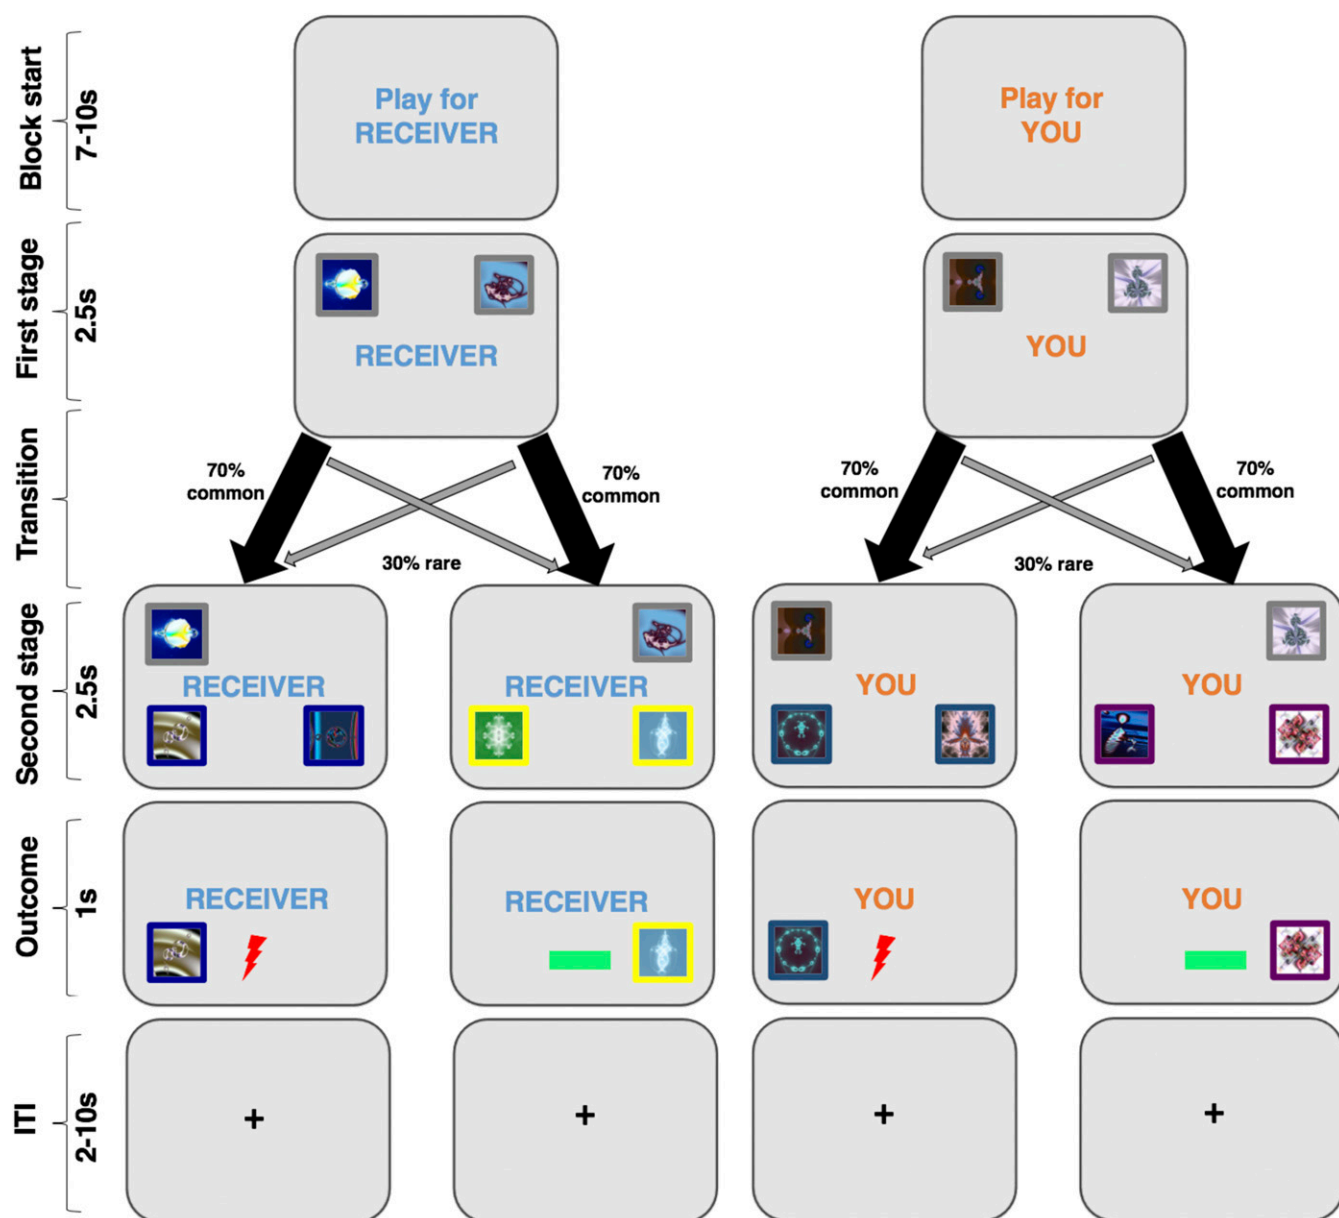 Block start
7-10s
Play for
RECEIVER
Play for
YOU
First stage
2.5s
RECEIVER
YOU
Transition
70%
common
70%
common
30% rare
70%
common
70%
common
30% rare
Second stage
2.5s
RECEIVER
RECEIVER
YOU
YOU
Outcome
1s
RECEIVER
RECEIVER
YOU
YOU
ITI
2-10s
+
+
+
+